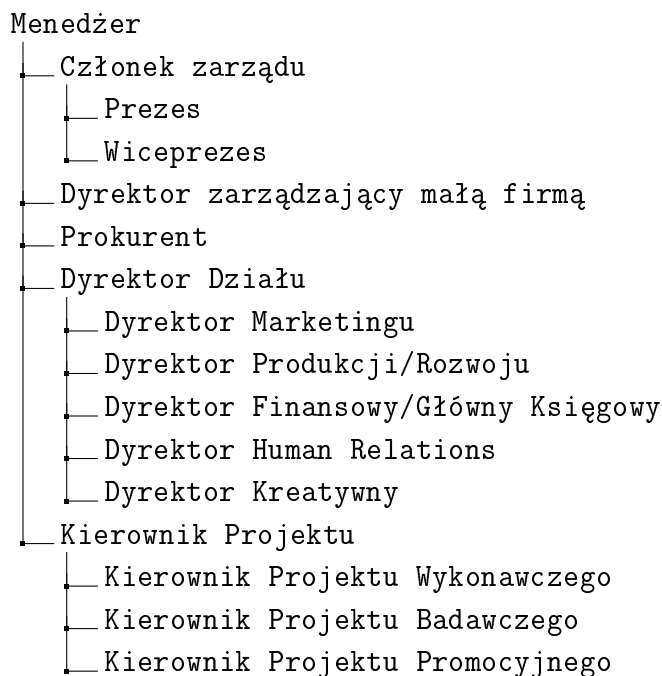 Menedżer
Członek zarządu
Prezes
Wiceprezes
Dyrektor zarządzający małą firmą
Prokurent
Dyrektor Działu
Dyrektor Marketingu
Dyrektor Produkcji/Rozwoju
Dyrektor Finansowy/Główny Księgowy
Dyrektor Human Relations
Dyrektor Kreatywny
Kierownik Projektu
Kierownik Projektu Wykonawczego
Kierownik Projektu Badawczego
Kierownik Projektu Promocyjnego